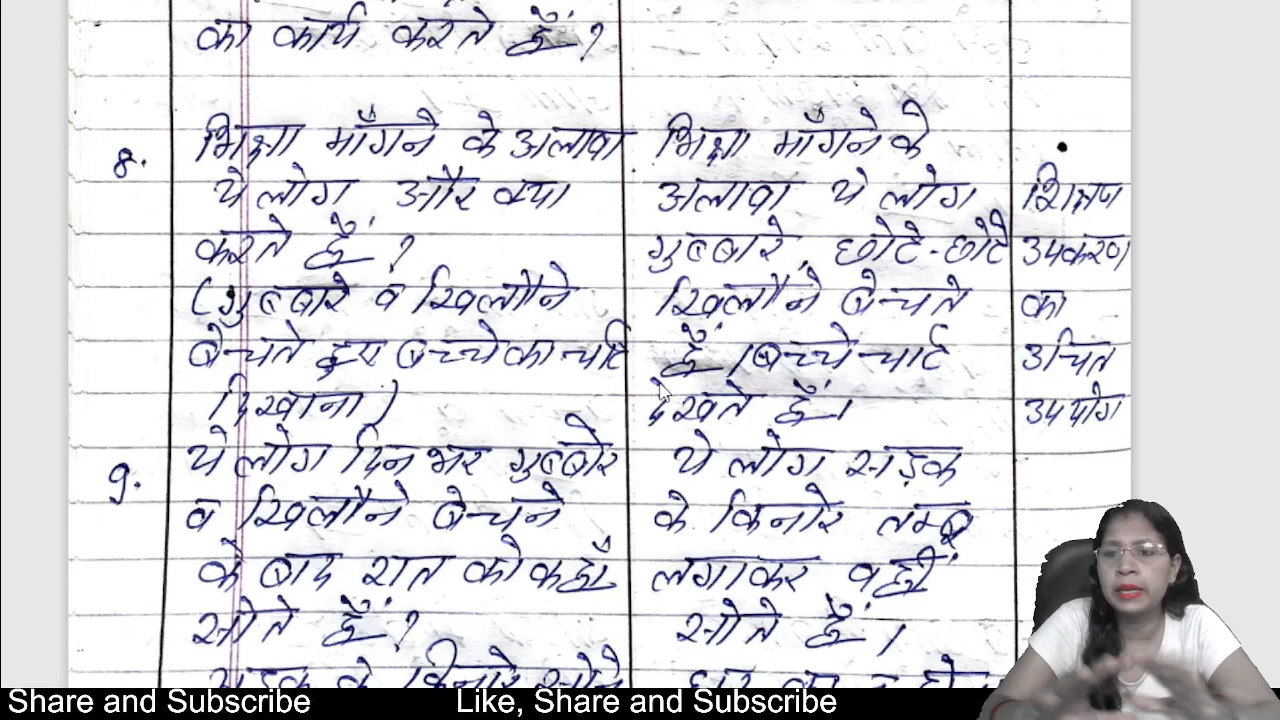 का कार्य करते हैं?
8.
भिक्षा माँगने के अलावा
ये लोग और क्या
करते हैं?
(गुब्बारे व खिलौने
बेचते हुए बच्चे का चार्ट
दिखाना)
भिक्षा माँगने के
अलावा ये लोग
गुब्बारे, छोटे-छोटे
खिलौने बेचते
हैं। बच्चे चार्ट
देखते हैं।
शिक्षण
उपकरण
का
उचित
उपयोग
9.
ये लोग दिन भर गुब्बारे
व खिलौने बेचने
के बाद रात को कहाँ
सोते हैं?
सड़क के किनारे सोने
ये लोग सड़क
के किनारे तम्बू
लगाकर वहीं
सोते हैं।
Share and Subscribe
Like, Share and Subscribe